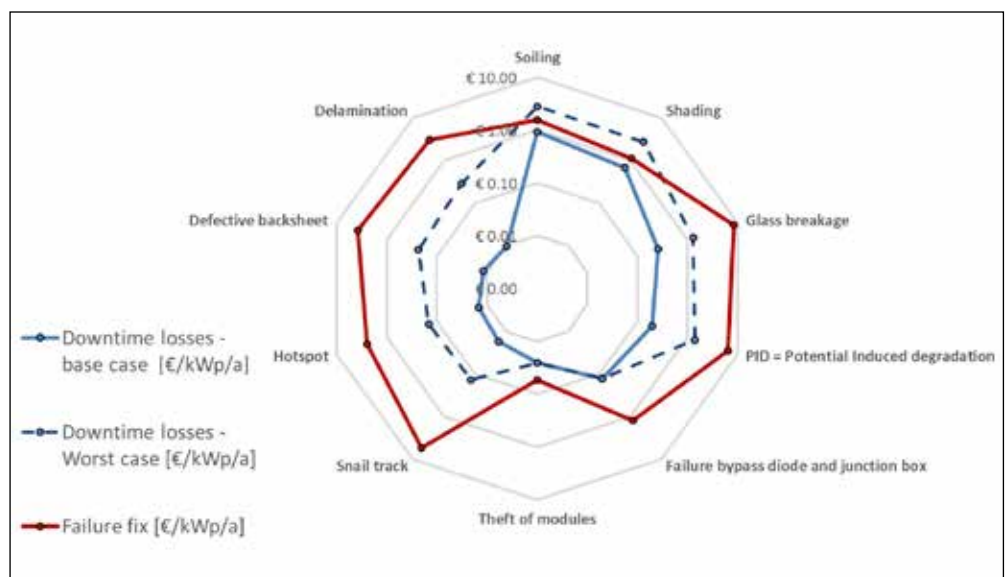 Soiling
€ 10.00
Delamination
Shading
€ 1.00
€ 0.10
Defective backsheet
Glass breakage
€ 0.01
€ 0.00
Downtime losses -
base case [€/kWp/a]
Hotspot
PID = Potential Induced degradation
Downtime losses -
Worst case [€/kWp/a]
Snail track
Failure bypass diode and junction box
Theft of modules
Failure fix [€/kWp/a]